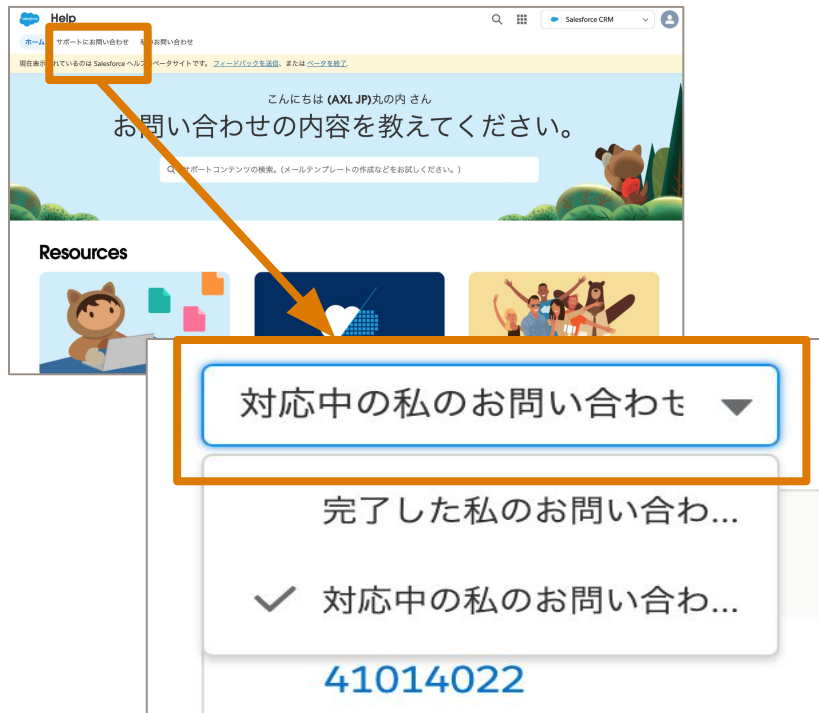 Help
Salesforce CRM
ホーム サポートにお問い合わせ 私のお問い合わせ
現在表示されているのは Salesforce ヘルプのベータサイトです。 フィードバックを送信、または ベータを終了.
こんにちは (AXL JP)丸の内 さん
お問い合わせの内容を教えてください。
サポートコンテンツの検索。(メールテンプレートの作成などをお試しください。)
Resources
対応中の私のお問い合わせ
完了した私のお問い合わ...
対応中の私のお問い合わ...
41014022